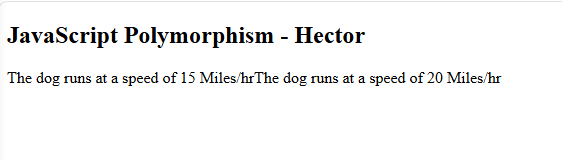 JavaScript Polymorphism - Hector
The dog runs at a speed of 15 Miles/hrThe dog runs at a speed of 20 Miles/hr